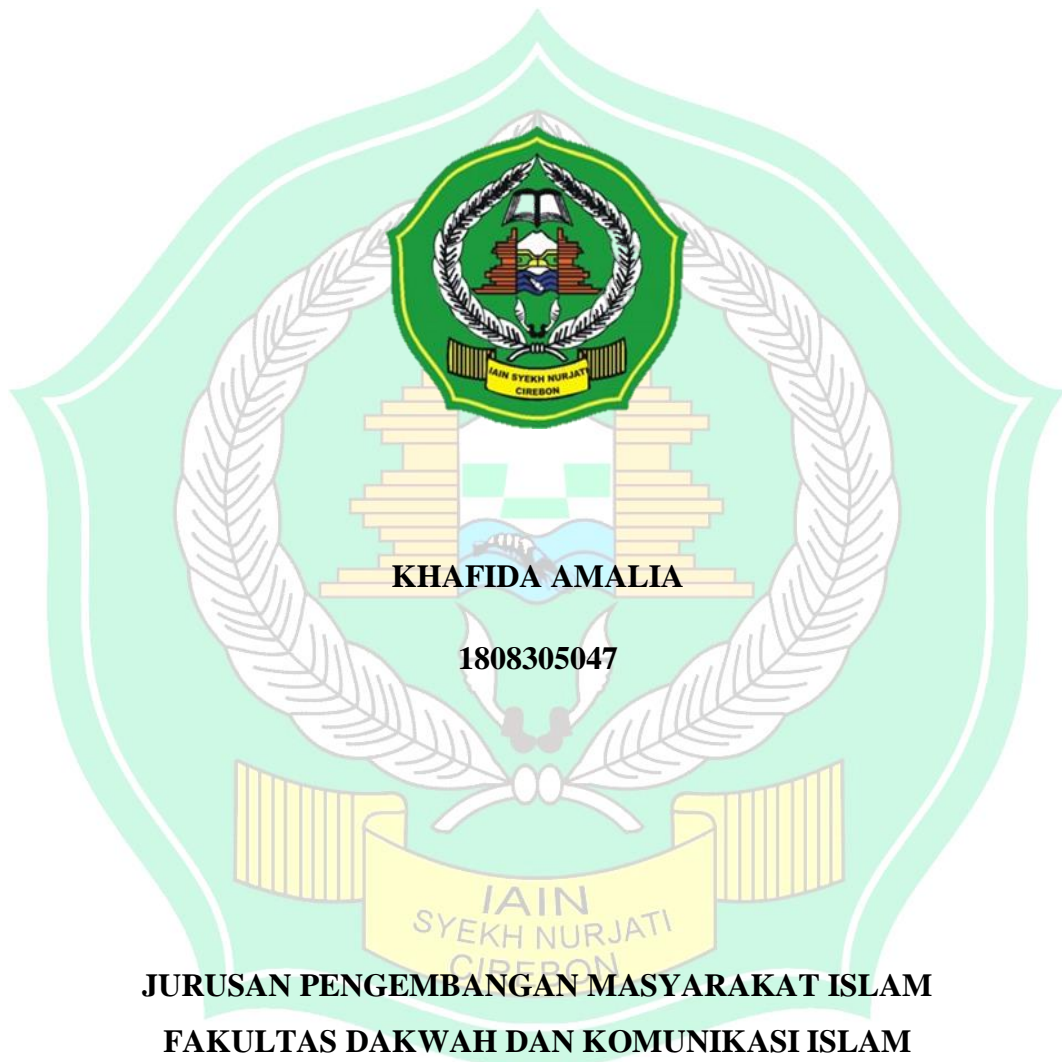 IAIN SYEKH NURJATI
CIREBON
KHAFIDA AMALIA
1808305047
IAIN
SYEKH NURJATI
CIREBON
JURUSAN PENGEMBANGAN MASYARAKAT ISLAM
FAKULTAS DAKWAH DAN KOMUNIKASI ISLAM